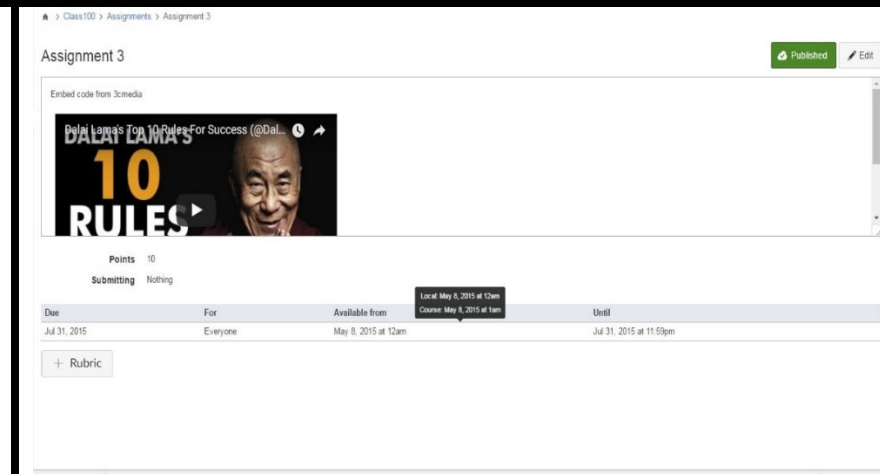 > Class100 > Assignments > Assignment 3
Assignment 3
Published
Edit
Embed code from 3cmedia
Dalai Lama's Top 10 Rules For Success (@Dal...
DALAI LAMA'S
10
RULES
Points 10
Submitting Nothing
Local: May 8, 2015 at 12am
Course: May 8, 2015 at 1am
Due For Available from Until
Jul 31, 2015 Everyone May 8, 2015 at 12am Jul 31, 2015 at 11:59pm
+ Rubric